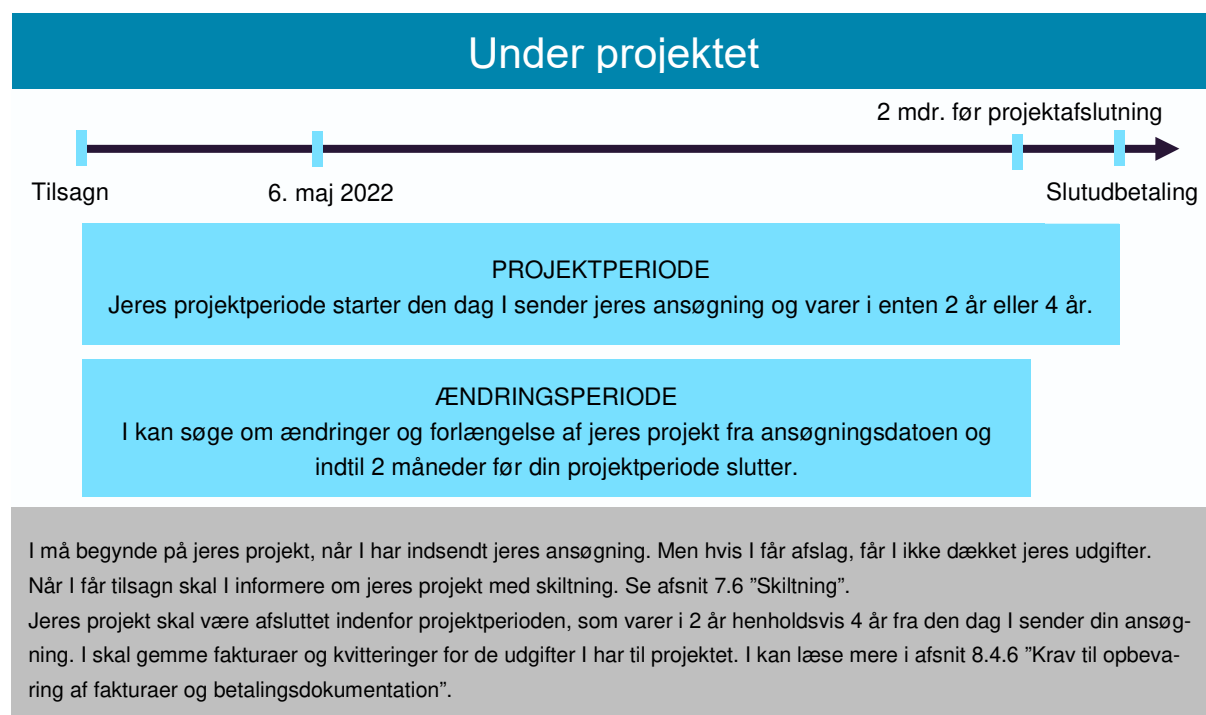 Under projektet
2 mdr. før projektafslutning
Tilsagn
6. maj 2022
Slutudbetaling
PROJEKTPERIODE
Jeres projektperiode starter den dag I sender jeres ansøgning og varer i enten 2 år eller 4 år.
ÆNDRINGSPERIODE
I kan søge om ændringer og forlængelse af jeres projekt fra ansøgningsdatoen og
indtil 2 måneder før din projektperiode slutter.
I må begynde på jeres projekt, når I har indsendt jeres ansøgning. Men hvis I får afslag, får I ikke dækket jeres udgifter.
Når I får tilsagn skal I informere om jeres projekt med skiltning. Se afsnit 7.6 ”Skiltning”.
Jeres projekt skal være afsluttet indenfor projektperioden, som varer i 2 år henholdsvis 4 år fra den dag I sender din ansøg-
ning. I skal gemme fakturaer og kvitteringer for de udgifter I har til projektet. I kan læse mere i afsnit 8.4.6 ”Krav til opbeva-
ring af fakturaer og betalingsdokumentation”.